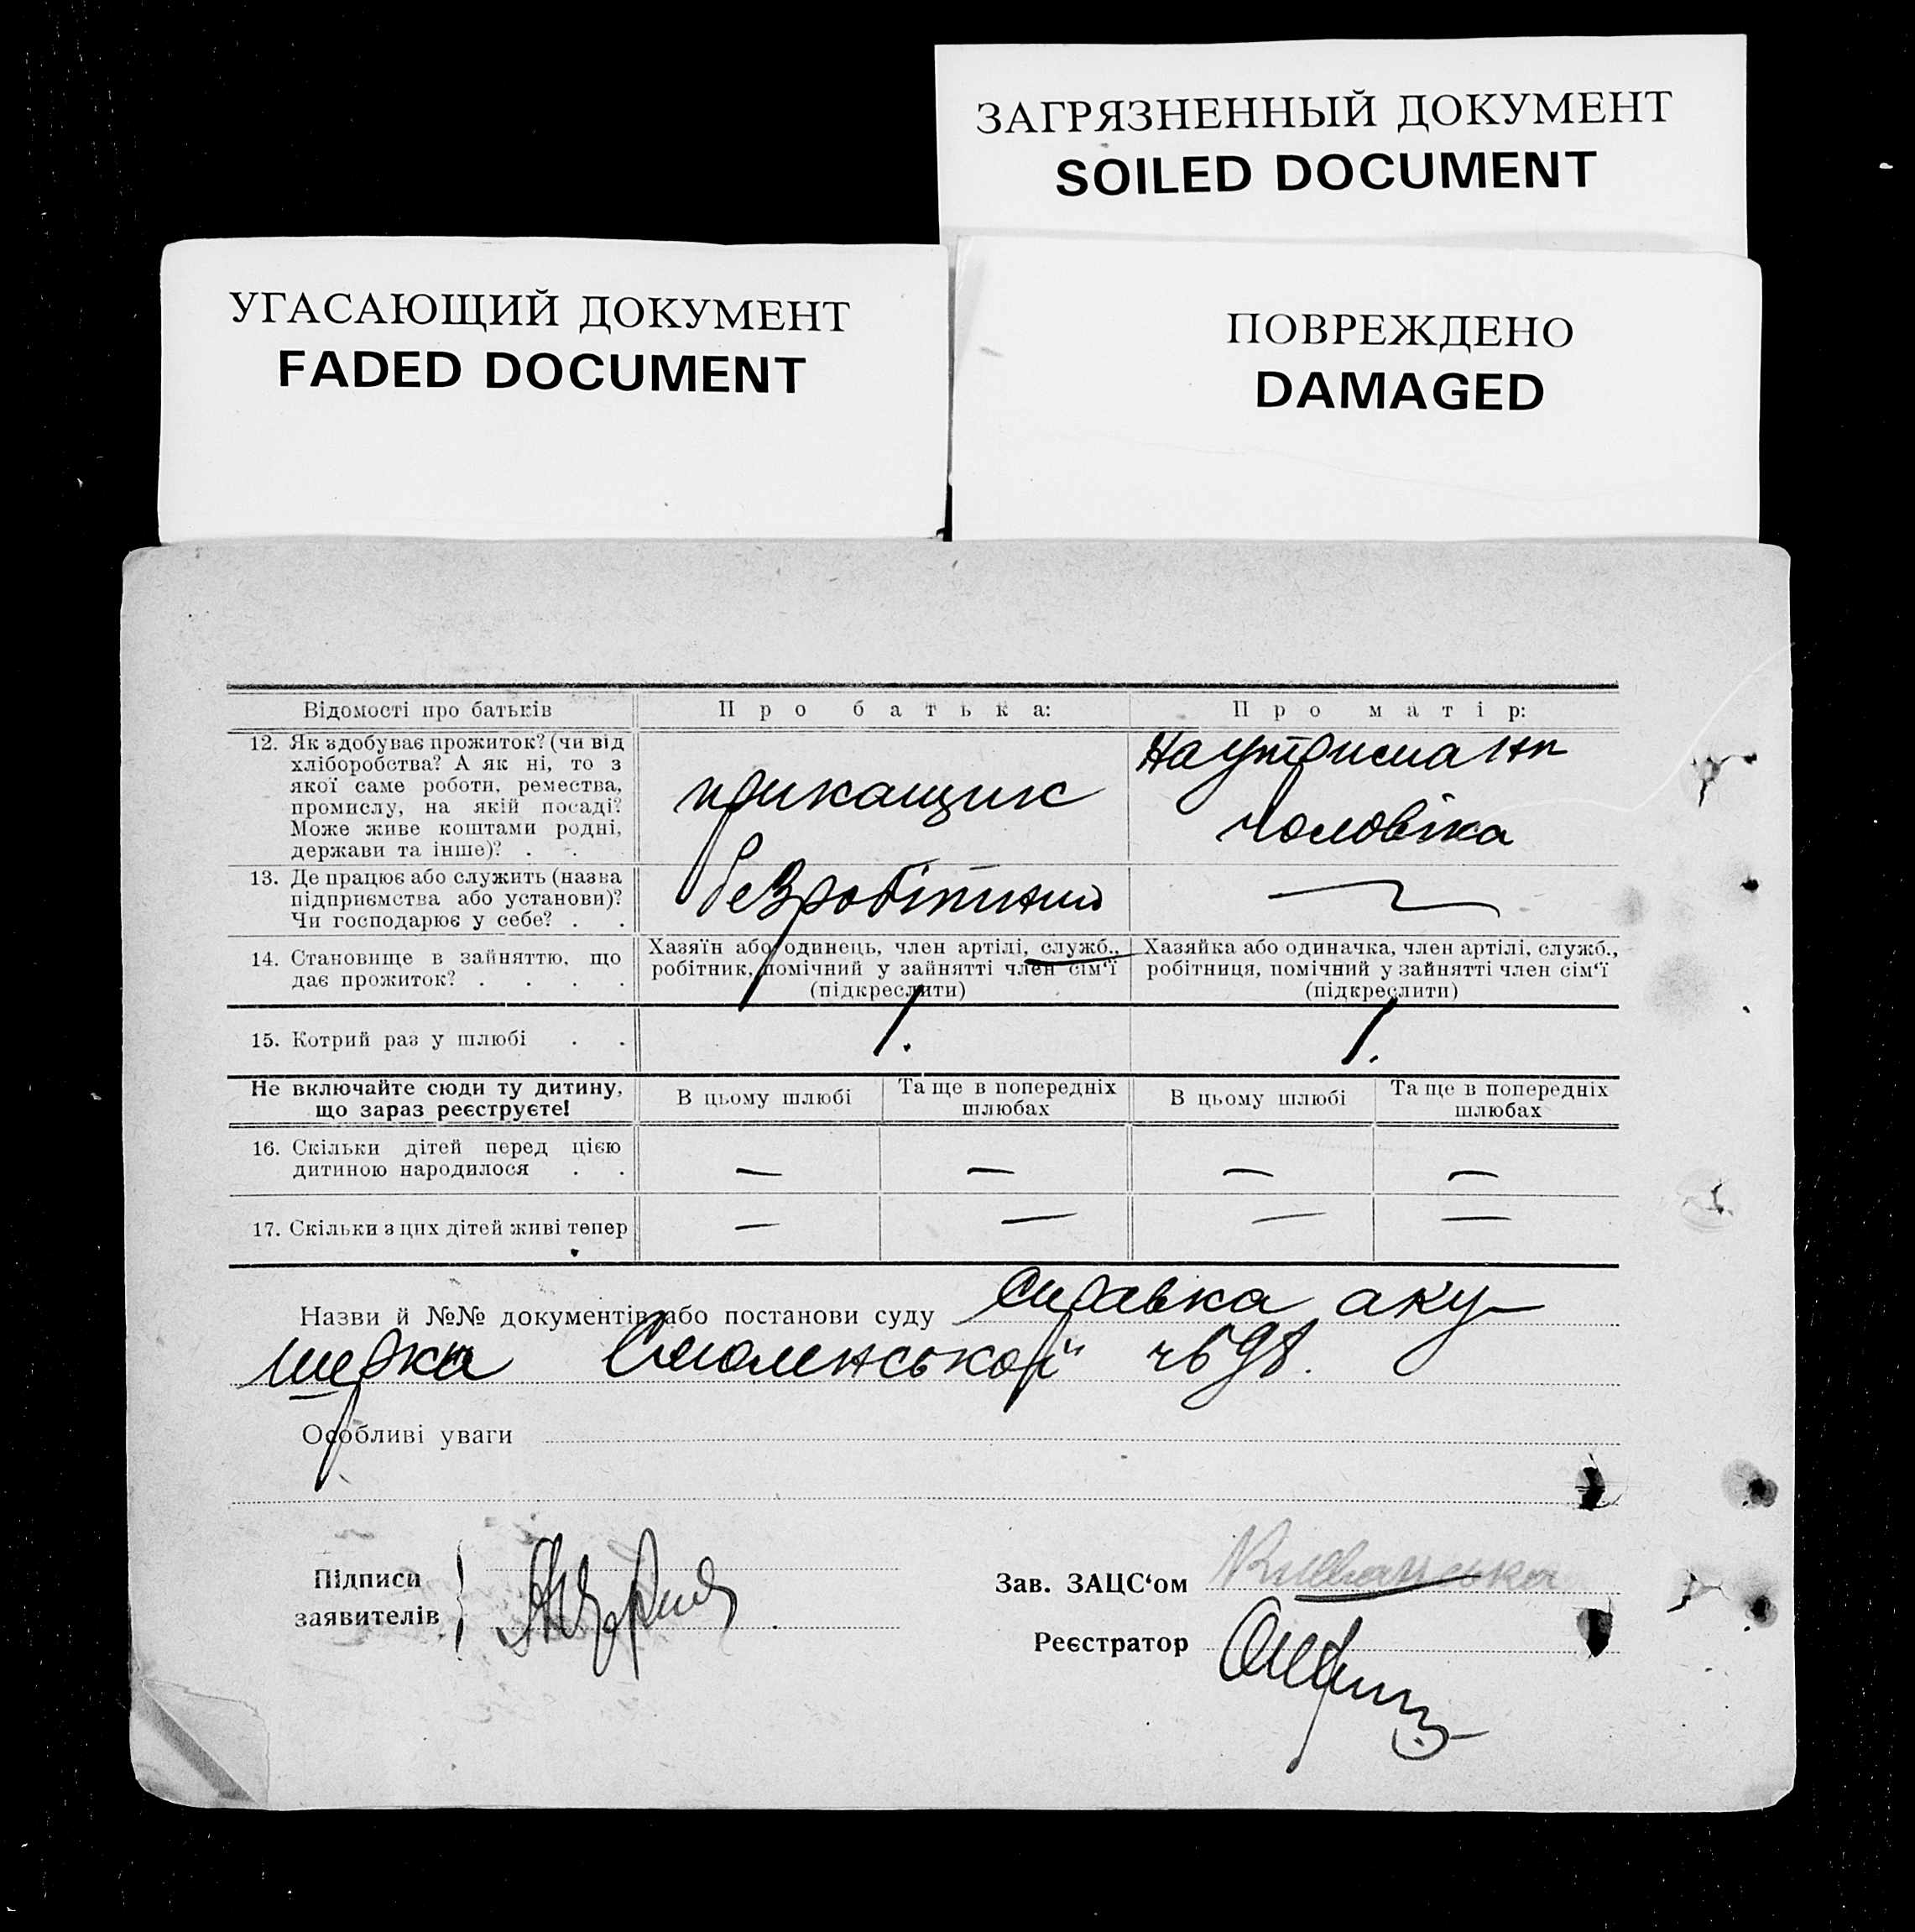 ЗАГРЯЗНЕННЫЙ ДОКУМЕНТ
SOILED DOCUMENT
УГАСАЮЩИЙ ДОКУМЕНТ
FADED DOCUMENT
ПОВРЕЖДЕНО
DAMAGED
Відомості про батьків
Про батька:
Про матір:
12. Як здобуває прожиток? (чи від
хліборобства? А як ні, то з
якої саме роботи, ремества,
промислу, на якій посаді?
Може живе коштами родні,
держави та інше)? . .
прикащик
На утриманн
чоловіка
13. Де працює або служить (назва
підприємства або установи)?
Чи господарює у себе? . .
безробітний
—
14. Становище в зайняттю, що
дає прожиток? . . . .
Хазяїн або одинець, член артілі, служб.,
робітник, помічний у зайнятті член сім‘ї
(підкреслити)
Хазяйка або одиначка, член артілі, служб.,
робітниця, помічний у зайнятті член сім‘ї
(підкреслити)
15. Котрий раз у шлюбі . .
1.
1.
Не включайте сюди ту дитину,
що зараз реєструєте!
В цьому шлюбі
Та ще в попередніх
шлюбах
В цьому шлюбі
Та ще в попередніх
шлюбах
16. Скільки дітей перед цією
дитиною народилося . .
— — — —
17. Скільки з цих дітей живі тепер
— — — —
Назви й №№ документів або постанови суду Справка аку-
шерки Смоленської
Особливі уваги
Підписи
заявителів
Зав. ЗАЦС‘ом
Реєстратор